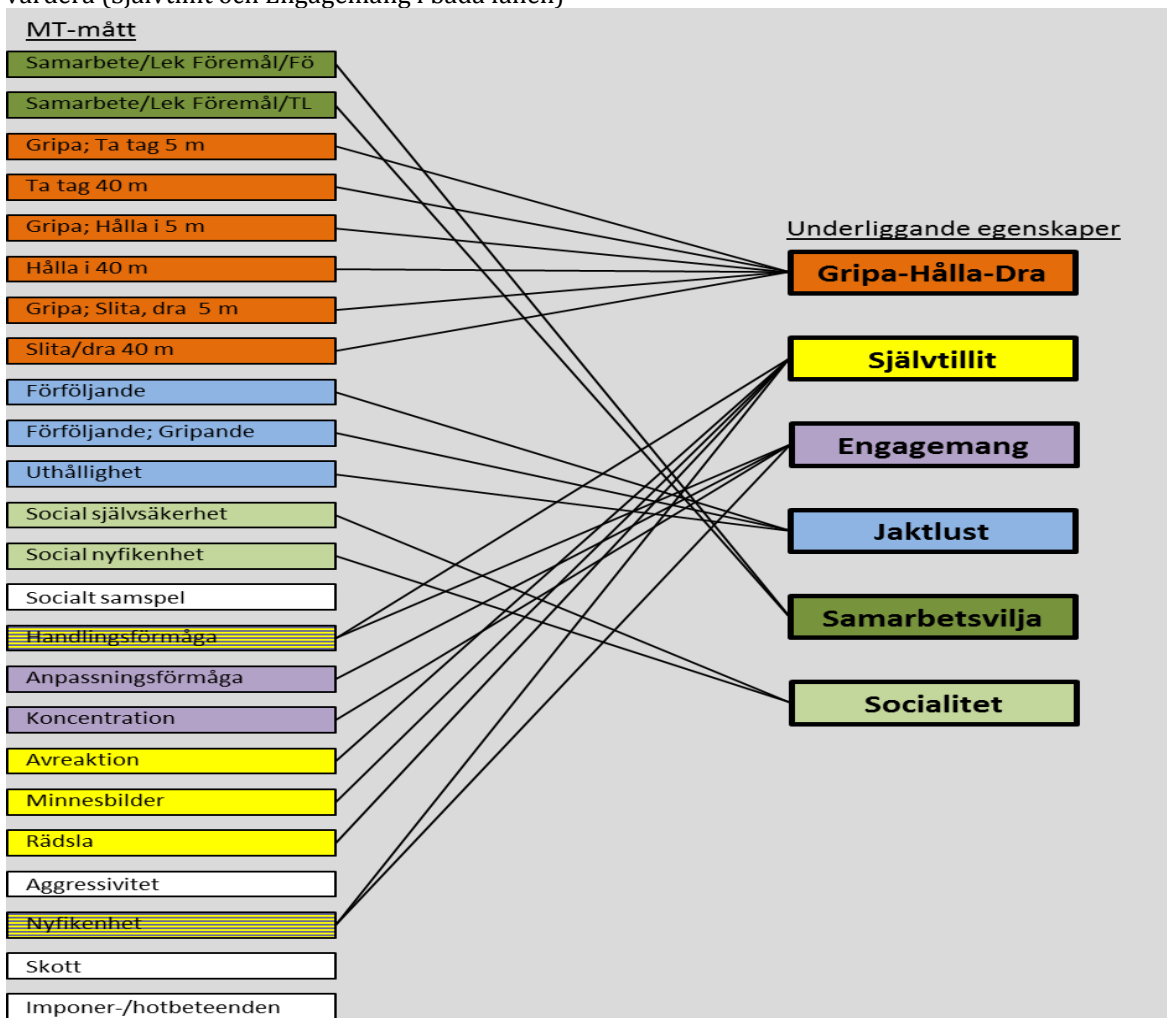 värdera (Självtillit och Engagemang i båda fallen)
MT-mått
Samarbete/Lek Föremål/Fö
Samarbete/Lek Föremål/TL
Gripa; Ta tag 5 m
Ta tag 40 m
Gripa; Hålla i 5 m
Hålla i 40 m
Gripa; Slita, dra 5 m
Slita/dra 40 m
Förföljande
Förföljande; Gripande
Uthållighet
Social självsäkerhet
Social nyfikenhet
Socialt samspel
Handlingsförmåga
Anpassningsförmåga
Koncentration
Avreaktion
Minnesbilder
Rädsla
Aggressivitet
Nyfikenhet
Skott
Imponer-/hotbeteenden
Underliggande egenskaper
Gripa-Hålla-Dra
Självtillit
Engagemang
Jaktlust
Samarbetsvilja
Socialitet